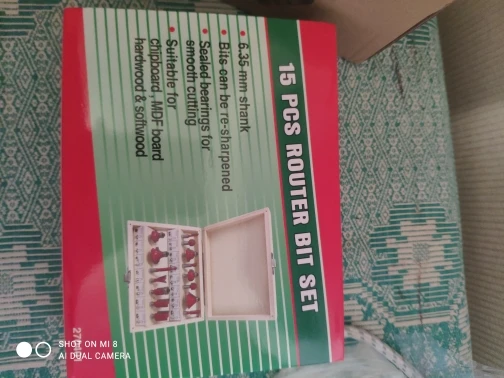 15 PCS ROUTER BIT SET
• 6.35 mm shank
• Bits can be re-sharpened
• Sealed bearings for
smooth cutting
• Suitable for
chipboard, MDF board
hardwood & softwood
SHOT ON MI 8
AI DUAL CAMERA